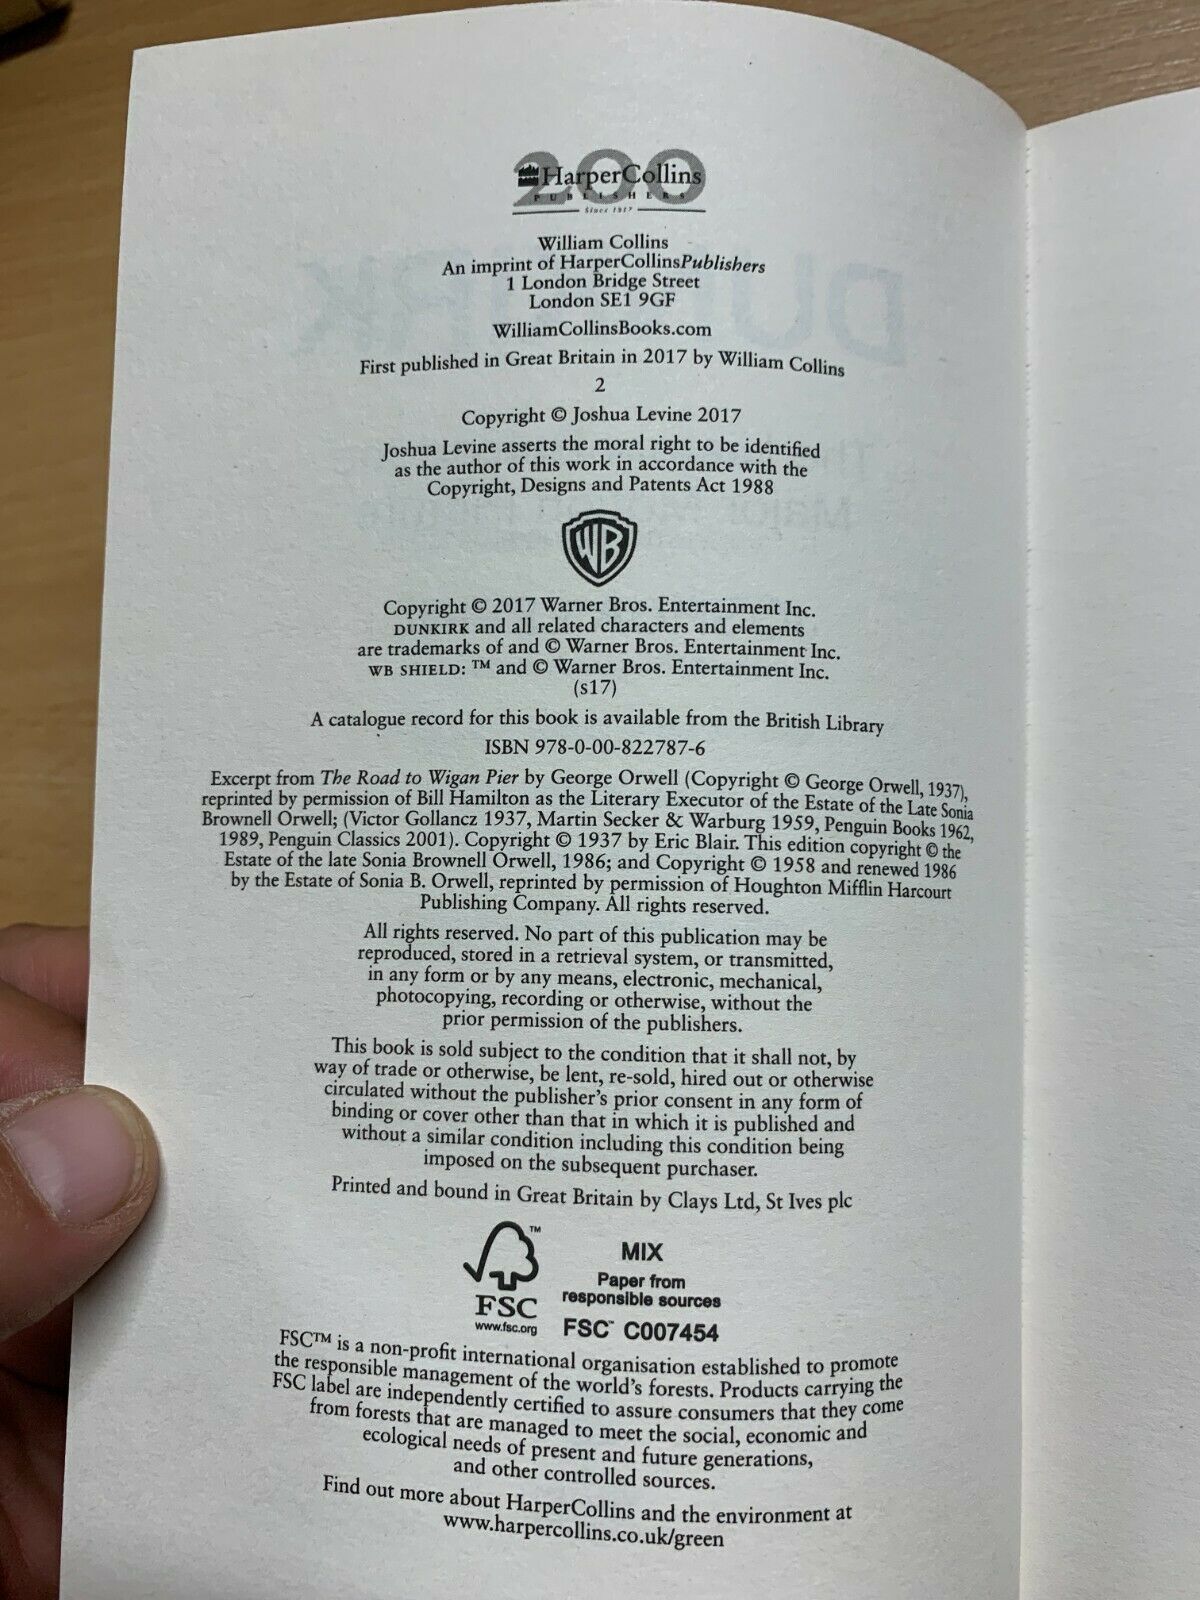 200
HarperCollins
PUBLISHERS
Since 1817
William Collins
An imprint of HarperCollinsPublishers
1 London Bridge Street
London SE1 9GF
WilliamCollinsBooks.com
First published in Great Britain in 2017 by William Collins
2
Copyright © Joshua Levine 2017
Joshua Levine asserts the moral right to be identified
as the author of this work in accordance with the
Copyright, Designs and Patents Act 1988
WB
Copyright © 2017 Warner Bros. Entertainment Inc.
DUNKIRK and all related characters and elements
are trademarks of and © Warner Bros. Entertainment Inc.
WB SHIELD: ™ and © Warner Bros. Entertainment Inc.
(s17)
A catalogue record for this book is available from the British Library
ISBN 978-0-00-822787-6
Excerpt from The Road to Wigan Pier by George Orwell (Copyright © George Orwell, 1937),
reprinted by permission of Bill Hamilton as the Literary Executor of the Estate of the Late Sonia
Brownell Orwell; (Victor Gollancz 1937, Martin Secker & Warburg 1959, Penguin Books 1962,
1989, Penguin Classics 2001). Copyright © 1937 by Eric Blair. This edition copyright © the
Estate of the late Sonia Brownell Orwell, 1986; and Copyright © 1958 and renewed 1986
by the Estate of Sonia B. Orwell, reprinted by permission of Houghton Mifflin Harcourt
Publishing Company. All rights reserved.
All rights reserved. No part of this publication may be
reproduced, stored in a retrieval system, or transmitted,
in any form or by any means, electronic, mechanical,
photocopying, recording or otherwise, without the
prior permission of the publishers.
This book is sold subject to the condition that it shall not, by
way of trade or otherwise, be lent, re-sold, hired out or otherwise
circulated without the publisher's prior consent in any form of
binding or cover other than that in which it is published and
without a similar condition including this condition being
imposed on the subsequent purchaser.
Printed and bound in Great Britain by Clays Ltd, St Ives plc
™
FSC
www.fsc.org
MIX
Paper from
responsible sources
FSC™ C007454
FSC™ is a non-profit international organisation established to promote
the responsible management of the world's forests. Products carrying the
FSC label are independently certified to assure consumers that they come
from forests that are managed to meet the social, economic and
ecological needs of present and future generations,
and other controlled sources.
Find out more about HarperCollins and the environment at
www.harpercollins.co.uk/green